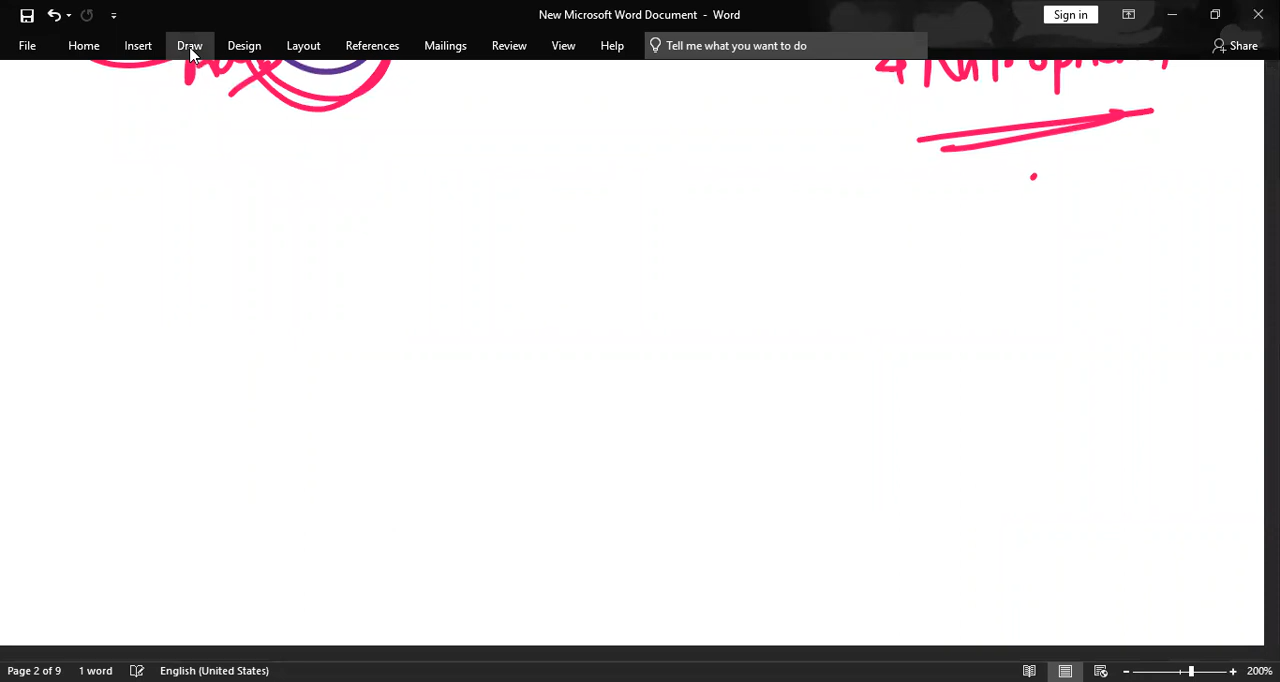 New Microsoft Word Document - Word
Sign in
File Home Insert Draw Design Layout References Mailings Review View Help Tell me what you want to do Share
Page 2 of 9 1 word English (United States) 200%